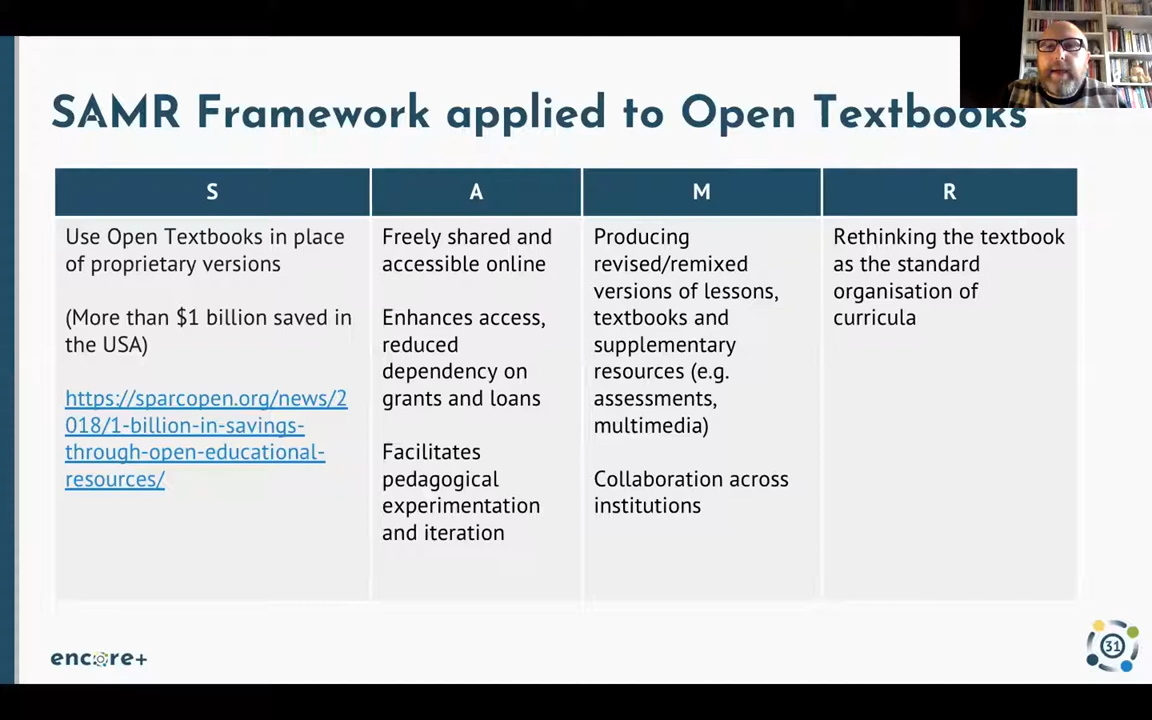 SAMR Framework applied to Open Textbooks
S
A
M
R
Use Open Textbooks in place
of proprietary versions
(More than $1 billion saved in
the USA)
https://sparcopen.org/news/2
018/1-billion-in-savings-
through-open-educational-
resources/
Freely shared and
accessible online
Enhances access,
reduced
dependency on
grants and loans
Facilitates
pedagogical
experimentation
and iteration
Producing
revised/remixed
versions of lessons,
textbooks and
supplementary
resources (e.g.
assessments,
multimedia)
Collaboration across
institutions
Rethinking the textbook
as the standard
organisation of
curricula
encore+
31